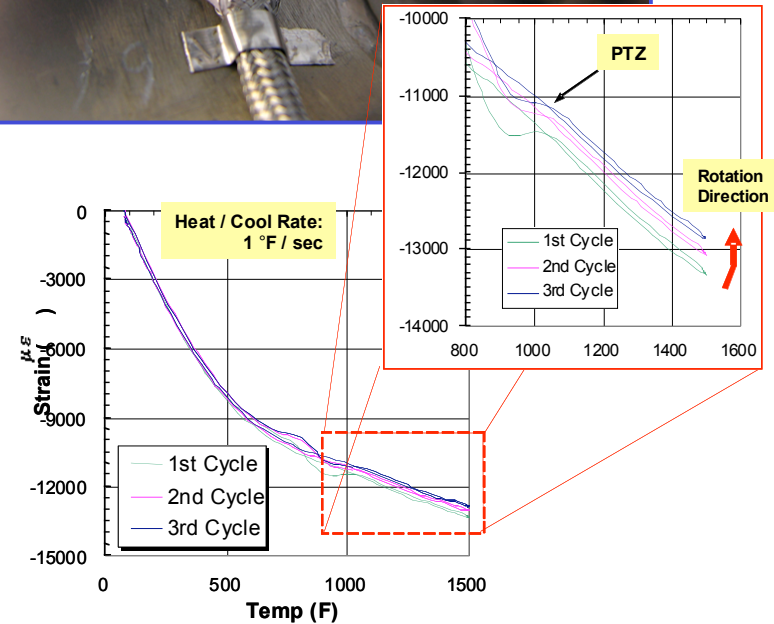 -10000
-11000
-12000
-13000
-14000
800
1000
1200
1400
1600
PTZ
Rotation
Direction
1st Cycle
2nd Cycle
3rd Cycle
Heat / Cool Rate:
1 °F / sec
0
-3000
-6000
-9000
-12000
-15000
Strain (με)
1st Cycle
2nd Cycle
3rd Cycle
0
500
1000
1500
Temp (F)